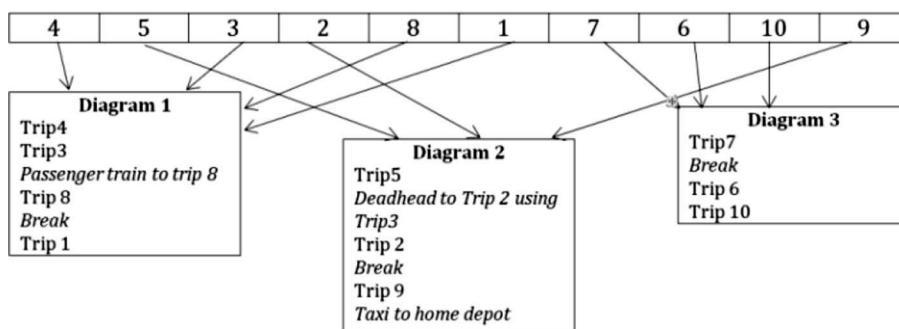 4 5 3 2 8 1 7 6 10 9
Diagram 1
Trip4
Trip3
Passenger train to trip 8
Trip 8
Break
Trip 1
Diagram 2
Trip5
Deadhead to Trip 2 using
Trip3
Trip 2
Break
Trip 9
Taxi to home depot
Diagram 3
Trip7
Break
Trip 6
Trip 10